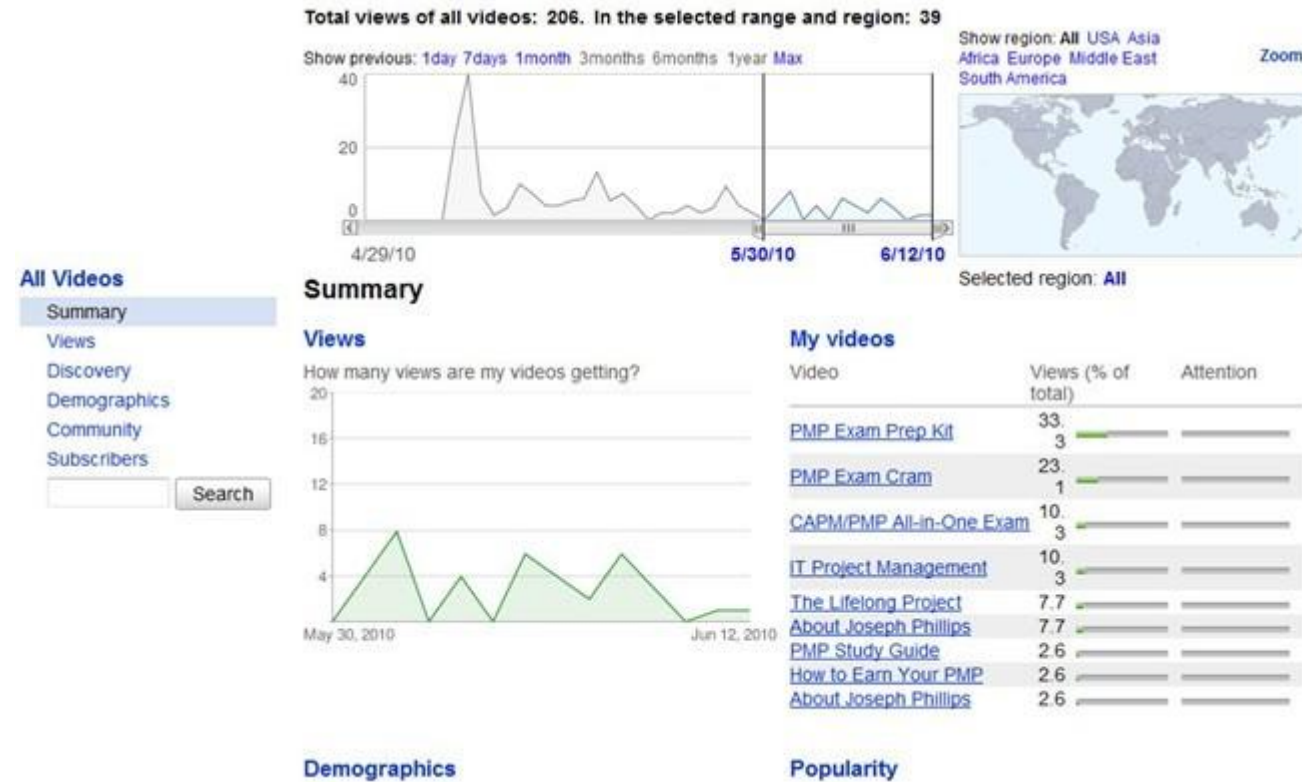 Total views of all videos: 206. In the selected range and region: 39
Show previous: 1day 7days 1month 3months 6months 1year Max
40
20
0
4/29/10
5/30/10
6/12/10
Show region: All USA Asia
Africa Europe Middle East
South America
Zoom
Selected region: All
All Videos
Summary
Views
Discovery
Demographics
Community
Subscribers
Search
Summary
Views
How many views are my videos getting?
20
16
12
8
4
May 30, 2010
Jun 12, 2010
My videos
Video
Views (% of
total)
Attention
PMP Exam Prep Kit
33.
3
PMP Exam Cram
23.
1
CAPM/PMP All-in-One Exam
10.
3
IT Project Management
10.
3
The Lifelong Project 7.7
About Joseph Phillips 7.7
PMP Study Guide 2.6
How to Earn Your PMP 2.6
About Joseph Phillips 2.6
Demographics
Popularity